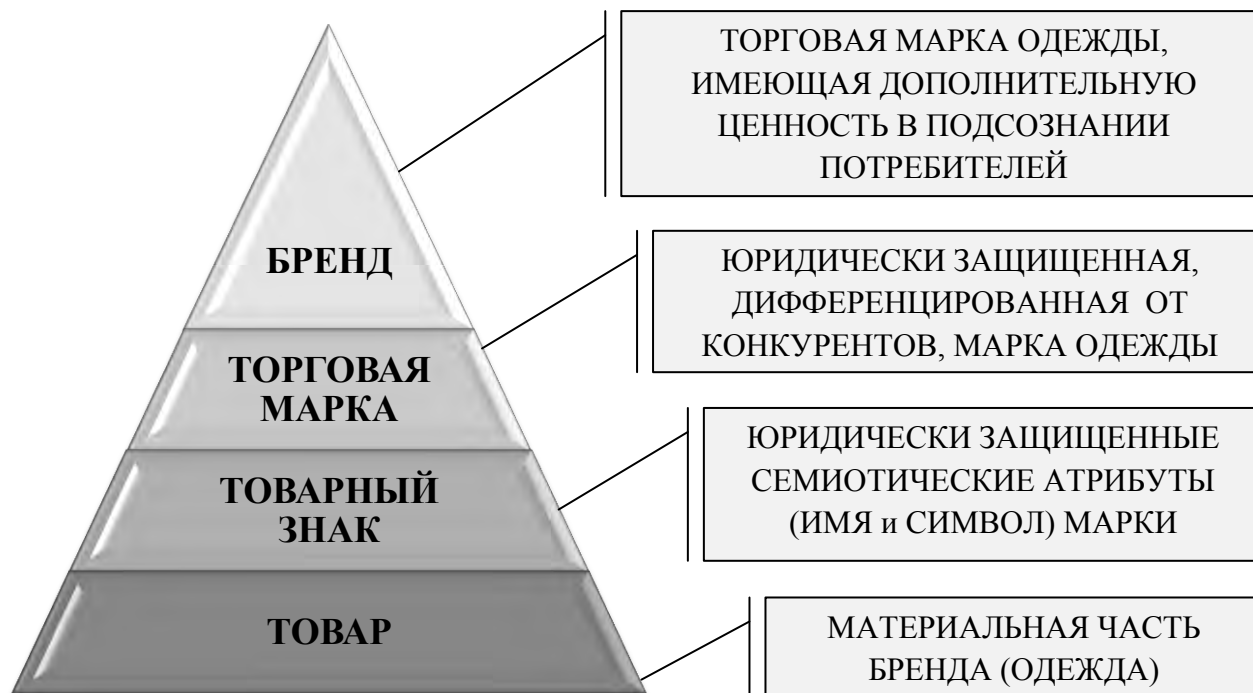 ТОРГОВАЯ МАРКА ОДЕЖДЫ,
ИМЕЮЩАЯ ДОПОЛНИТЕЛЬНУЮ
ЦЕННОСТЬ В ПОДСОЗНАНИИ
ПОТРЕБИТЕЛЕЙ
БРЕНД
ЮРИДИЧЕСКИ ЗАЩИЩЕННАЯ,
ДИФФЕРЕНЦИРОВАННАЯ ОТ
КОНКУРЕНТОВ, МАРКА ОДЕЖДЫ
ТОРГОВАЯ
МАРКА
ЮРИДИЧЕСКИ ЗАЩИЩЕННЫЕ
СЕМИОТИЧЕСКИЕ АТРИБУТЫ
(ИМЯ и СИМВОЛ) МАРКИ
ТОВАРНЫЙ
ЗНАК
МАТЕРИАЛЬНАЯ ЧАСТЬ
БРЕНДА (ОДЕЖДА)
ТОВАР